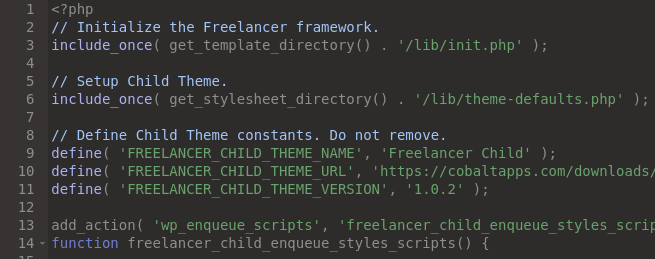 1 <?php
2 // Initialize the Freelancer framework.
3 include_once( get_template_directory() . '/lib/init.php' );
4
5 // Setup Child Theme.
6 include_once( get_stylesheet_directory() . '/lib/theme-defaults.php' );
7
8 // Define Child Theme constants. Do not remove.
9 define( 'FREELANCER_CHILD_THEME_NAME', 'Freelancer Child' );
10 define( 'FREELANCER_CHILD_THEME_URL', 'https://cobaltapps.com/downloads/
11 define( 'FREELANCER_CHILD_THEME_VERSION', '1.0.2' );
12
13 add_action( 'wp_enqueue_scripts', 'freelancer_child_enqueue_styles_scrip
14 function freelancer_child_enqueue_styles_scripts() {